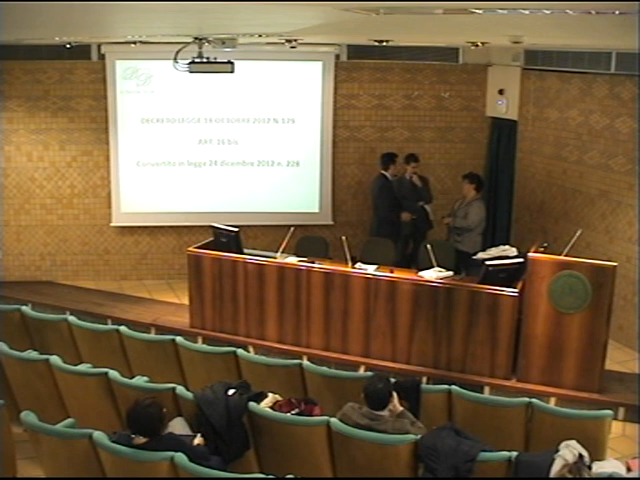 DECRETO LEGGE 18 OTTOBRE 2012 N 179
ART. 16 bis
Convertito in legge 24 dicembre 2012 n. 228